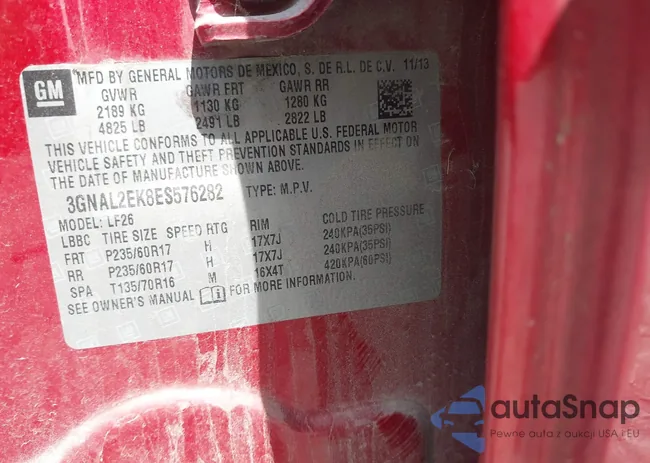 GM
MFD BY GENERAL MOTORS DE MEXICO, S. DE R.L. DE C.V. 11/13
GVWR GAWR FRT GAWR RR
2189 KG 1130 KG 1280 KG
4825 LB 2491 LB 2822 LB
THIS VEHICLE CONFORMS TO ALL APPLICABLE U.S. FEDERAL MOTOR
VEHICLE SAFETY AND THEFT PREVENTION STANDARDS IN EFFECT ON
THE DATE OF MANUFACTURE SHOWN ABOVE.
3GNAL2EK8ES576282 TYPE: M.P.V.
MODEL: LF26
LBBC TIRE SIZE SPEED RTG RIM COLD TIRE PRESSURE
FRT P235/60R17 H 17X7J 240KPA(35PSI)
RR P235/60R17 H 17X7J 240KPA(35PSI)
SPA T135/70R16 M 16X4T 420KPA(60PSI)
SEE OWNER'S MANUAL FOR MORE INFORMATION.
autaSnap
Pewne auta z aukcji USA i EU